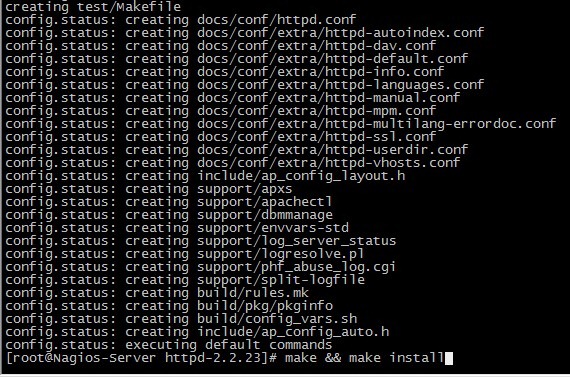 creating test/Makefile
config.status: creating docs/conf/httpd.conf
config.status: creating docs/conf/extra/httpd-autoindex.conf
config.status: creating docs/conf/extra/httpd-dav.conf
config.status: creating docs/conf/extra/httpd-default.conf
config.status: creating docs/conf/extra/httpd-info.conf
config.status: creating docs/conf/extra/httpd-languages.conf
config.status: creating docs/conf/extra/httpd-manual.conf
config.status: creating docs/conf/extra/httpd-mpm.conf
config.status: creating docs/conf/extra/httpd-multilang-errordoc.conf
config.status: creating docs/conf/extra/httpd-ssl.conf
config.status: creating docs/conf/extra/httpd-userdir.conf
config.status: creating docs/conf/extra/httpd-vhosts.conf
config.status: creating include/ap_config_layout.h
config.status: creating support/apxs
config.status: creating support/apachectl
config.status: creating support/dbmmanage
config.status: creating support/envvars-std
config.status: creating support/log_server_status
config.status: creating support/logresolve.pl
config.status: creating support/phf_abuse_log.cgi
config.status: creating support/split-logfile
config.status: creating build/rules.mk
config.status: creating build/pkg/pkginfo
config.status: creating build/config_vars.sh
config.status: creating include/ap_config_auto.h
config.status: executing default commands
[root@Nagios-Server httpd-2.2.23]# make && make install